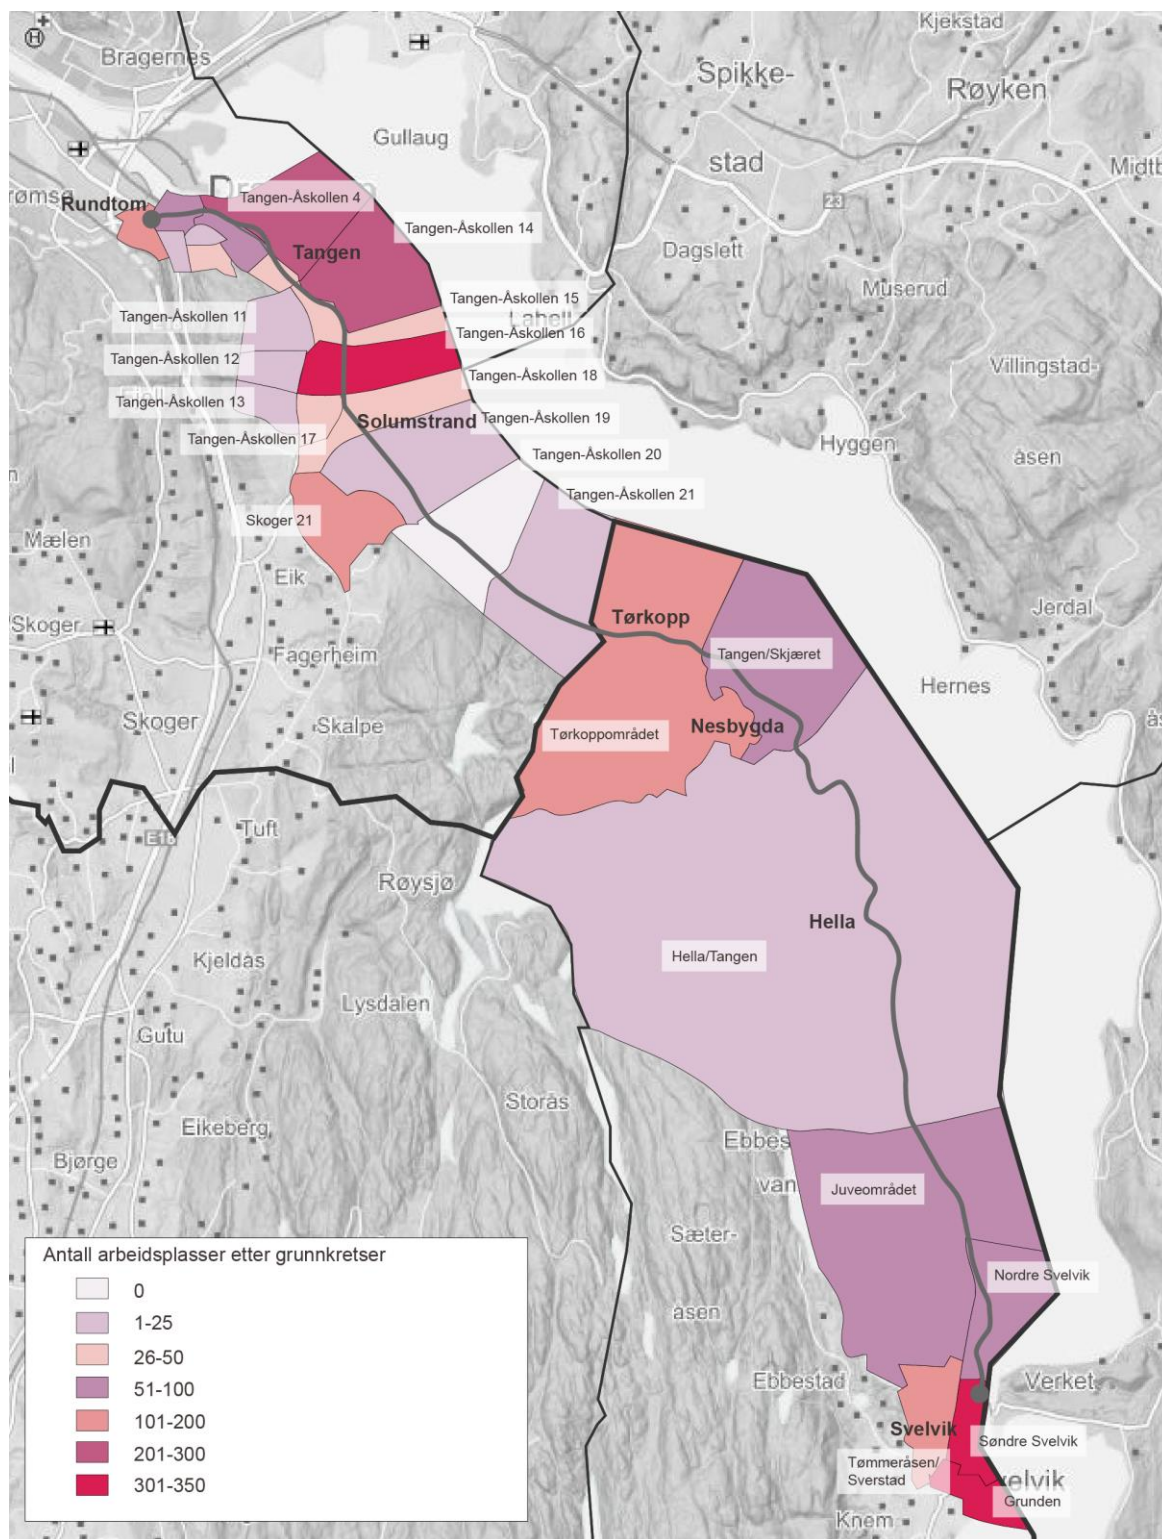 Kjekstad
Bragernes
Spikke-
Røyken
Gullaug
stad
Midtb
Rundtom
Tangen-Åskollen 4
23
Tangen-Åskollen 14
Dagslett
Tangen
Museruд
Tangen-Åskollen 15
Tangen-Åskollen 11
Lahell
Tangen-Åskollen 16
Tangen-Åskollen 12
Villingstad-
Tangen-Åskollen 18
Tangen-Åskollen 13
Solumstrand
Tangen-Åskollen 19
Tangen-Åskollen 17
Hyggen
åsen
Tangen-Åskollen 20
Tangen-Åskollen 21
Skoger 21
Mælen
Eik
Jerdal
Skoger
Tørkopp
Fagerheim
Tangen/Skjæret
Hernes
Skoger
Skalpe
Nesbygda
Tørkoppområdet
Tuft
E18
Røysjø
Hella
Kjeldås
Hella/Tangen
Lysdalen
Gutu
Storås
Eikeberg
Bjørge
Juveområdet
Sæter-
åsen
Nordre Svelvik
Antall arbeidsplasser etter grunnkretser
0
1-25
26-50
51-100
101-200
201-300
301-350
Ebbestad
Verket
Svelvik
Søndre Svelvik
Tømmeråsen/
Sverstad
Grunden
Knem